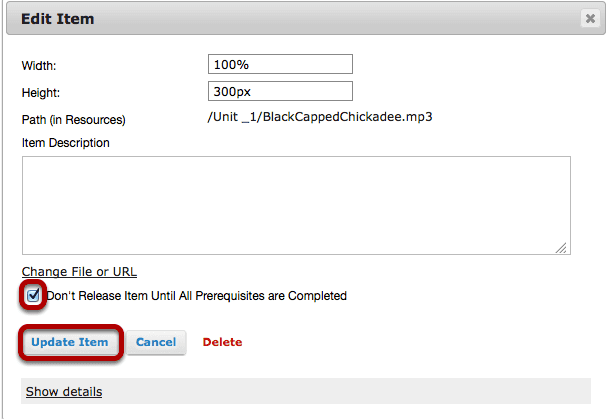 Edit Item
Width: 100%
Height: 300px
Path (in Resources) /Unit _1/BlackCappedChickadee.mp3
Item Description
Change File or URL
Don't Release Item Until All Prerequisites are Completed
Update Item Cancel Delete
Show details